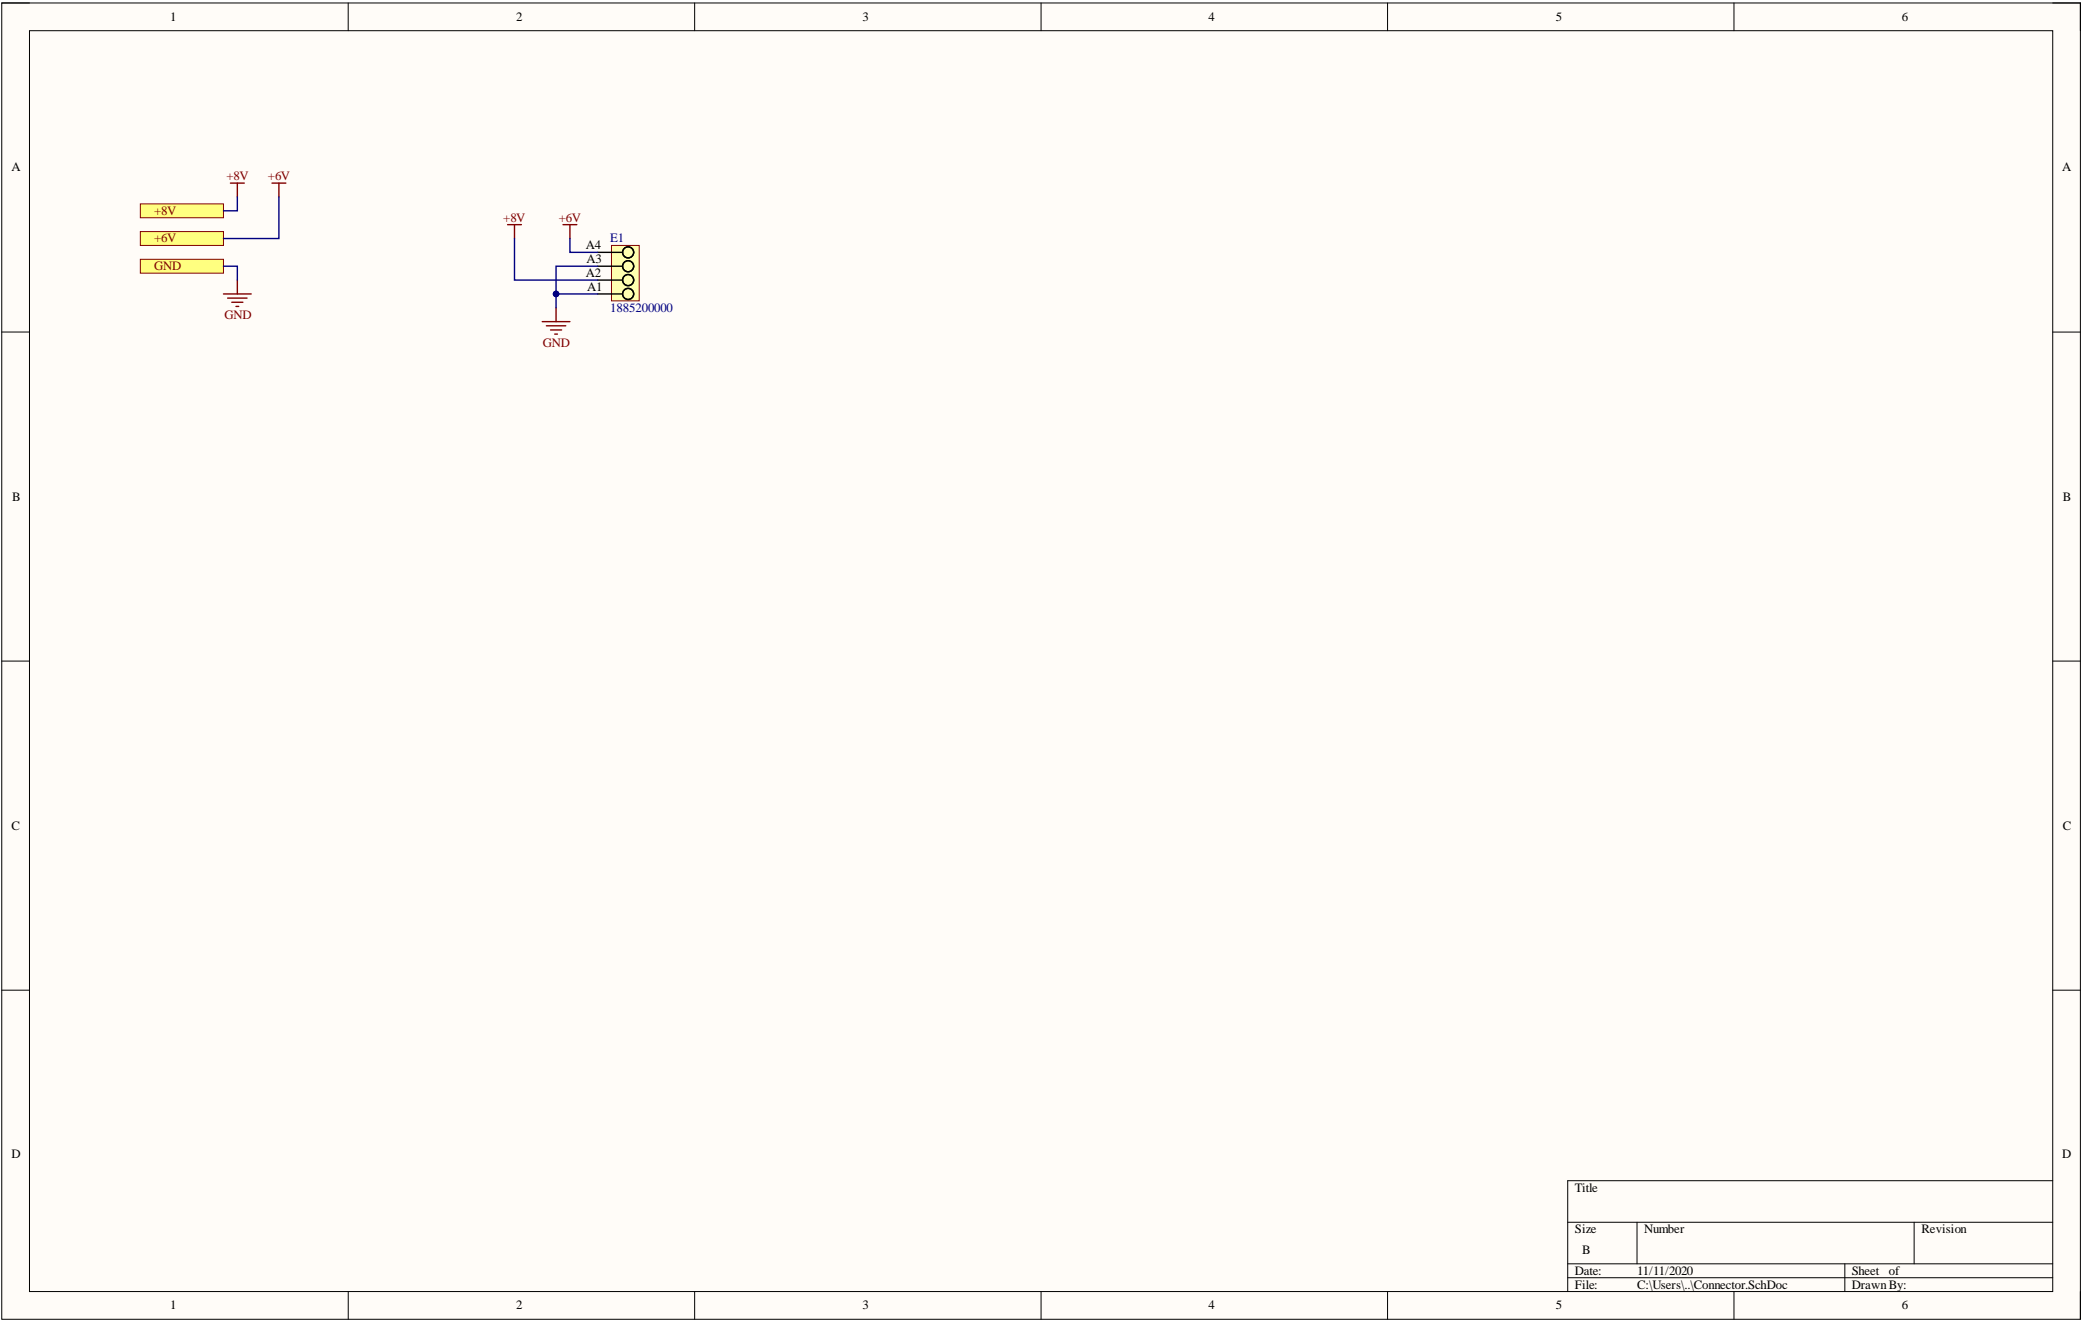 1 2 3 4 5 6
A A
+8V +6V
+8V
+6V
GND
GND
+8V +6V
E1
A4
A3
A2
A1
1885200000
GND
B B
C C
D D
Title
Size Number Revision
B
Date: 11/11/2020 Sheet of
File: C:\Users\..\Connector.SchDoc Drawn By:
1 2 3 4 5 6